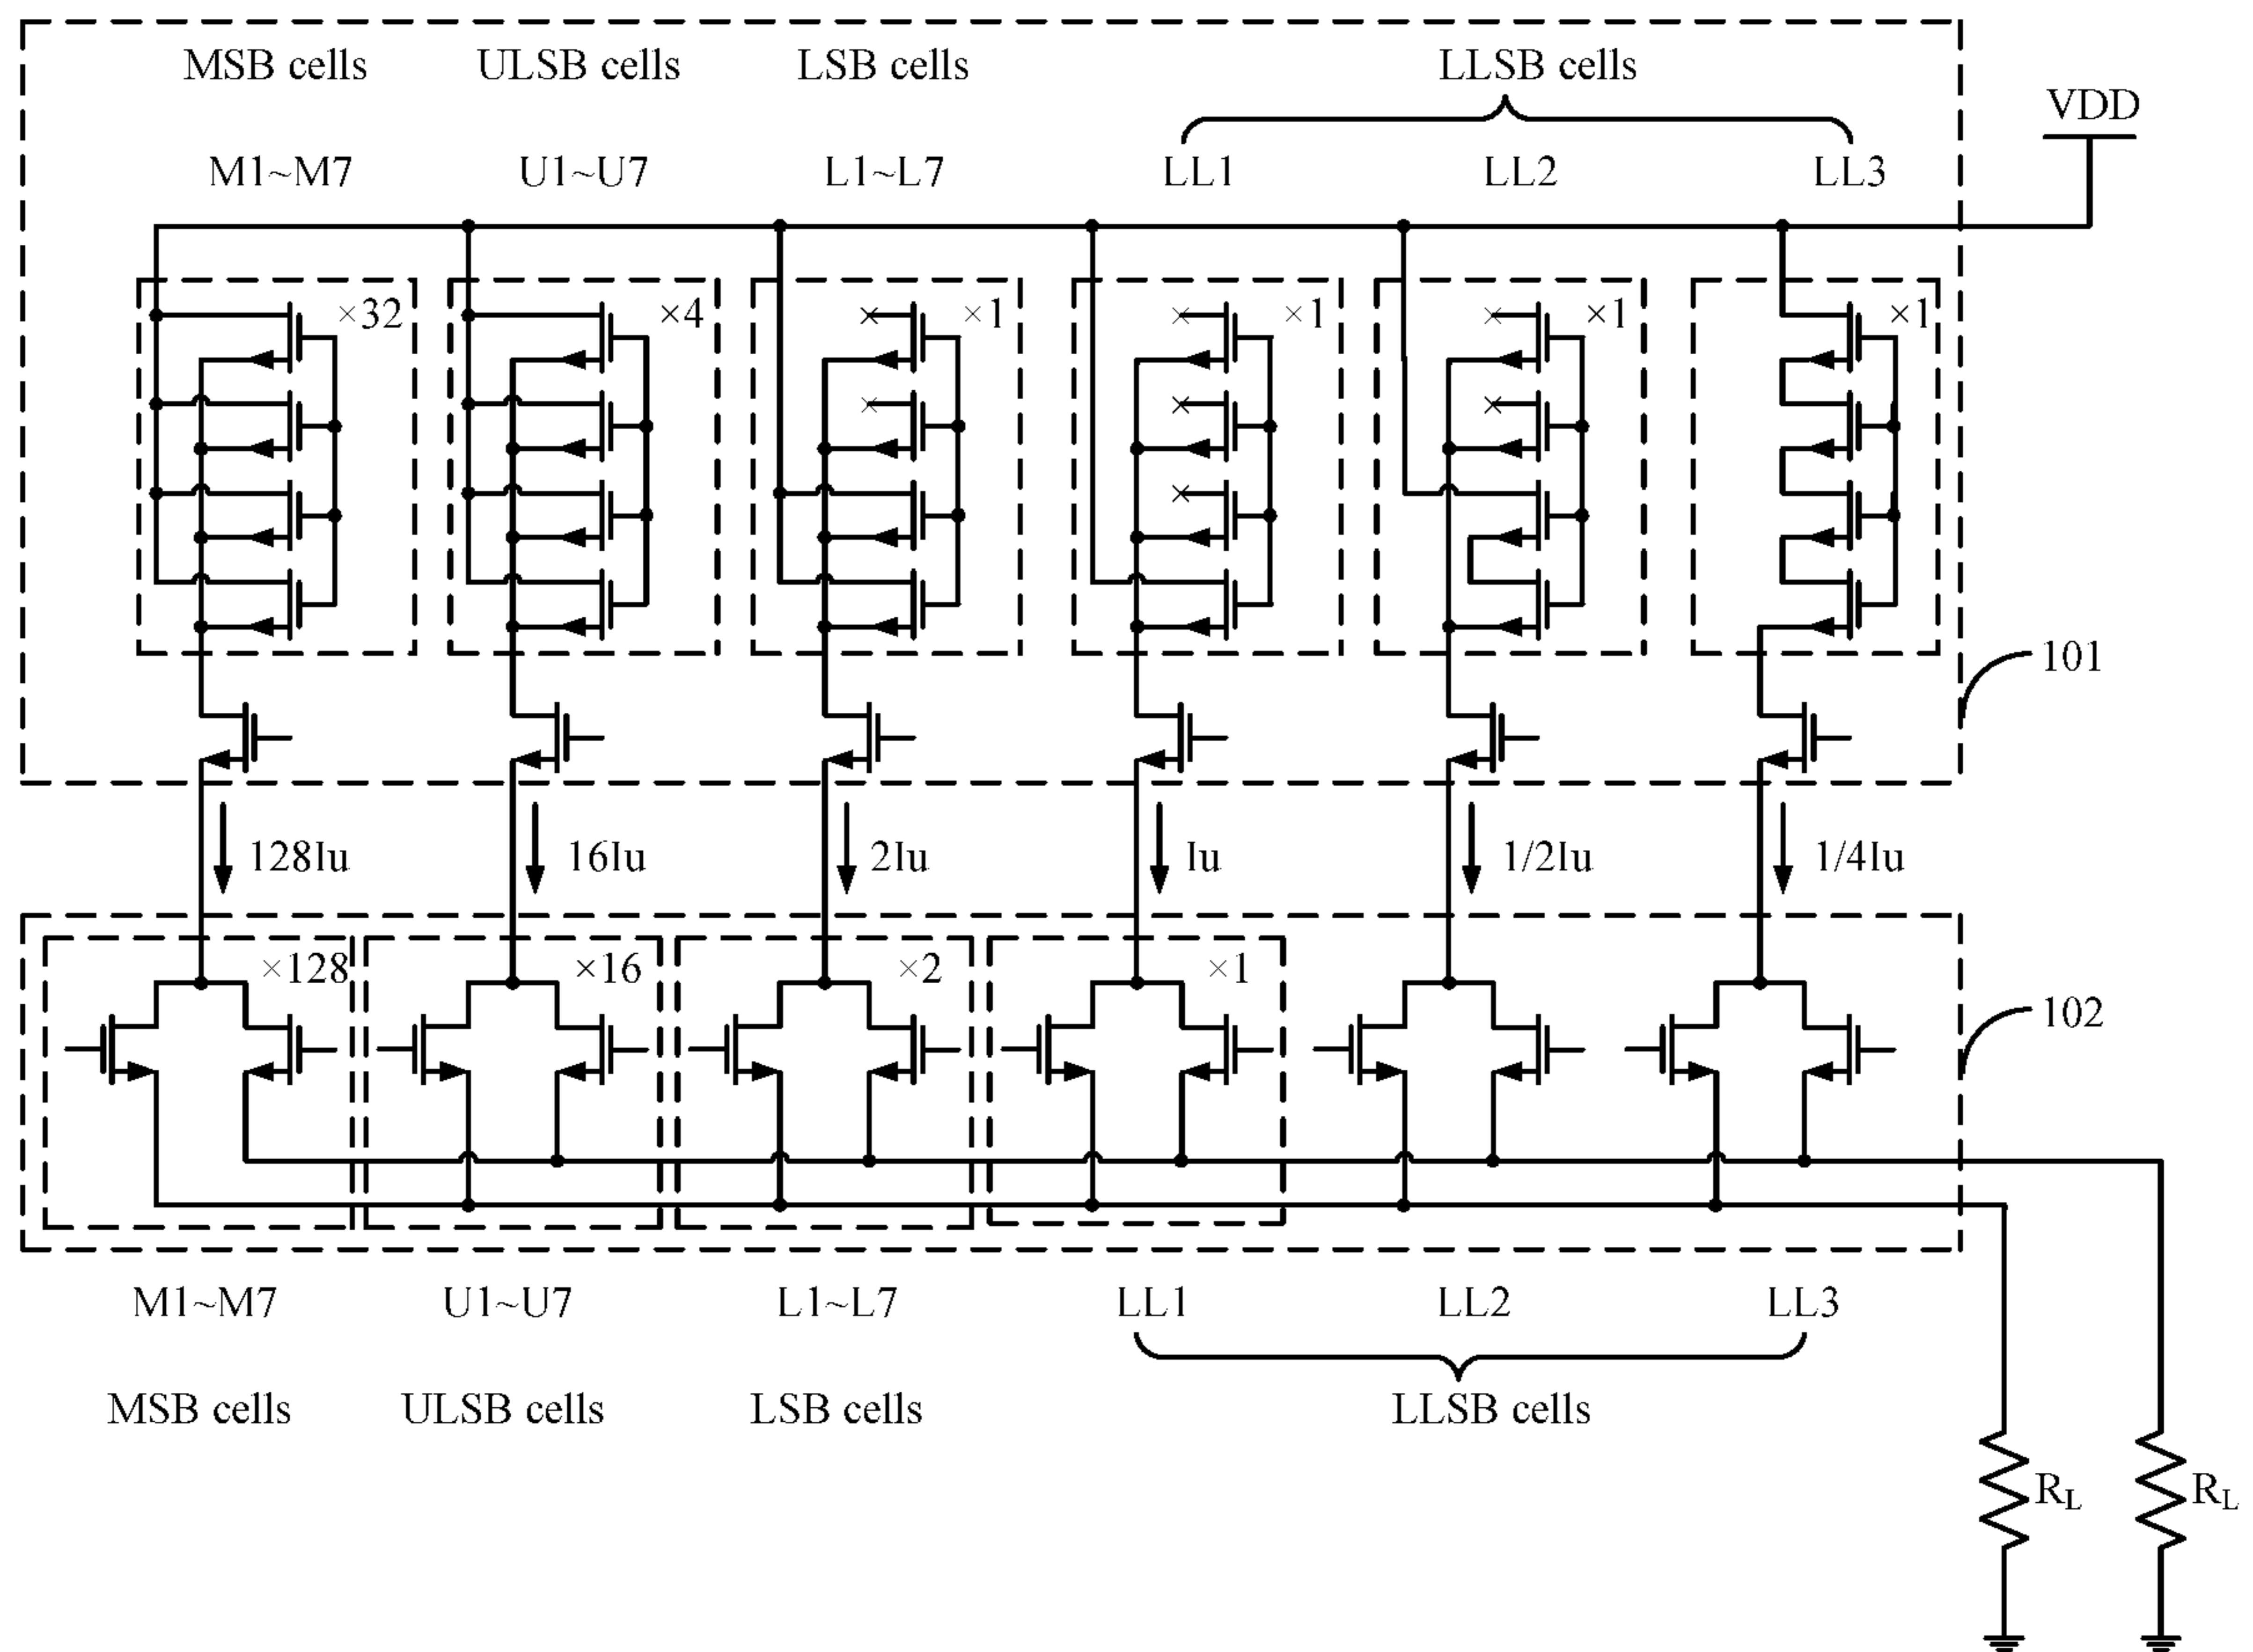 MSB cells ULSB cells LSB cells LLSB cells
VDD
M1~M7 U1~U7 L1~L7 LL1 LL2 LL3
×32 ×4 ×1 ×1 ×1 ×1
101
128Iu 16Iu 2Iu Iu 1/2Iu 1/4Iu
×128 ×16 ×2 ×1
102
M1~M7 U1~U7 L1~L7 LL1 LL2 LL3
MSB cells ULSB cells LSB cells LLSB cells
R_L R_L